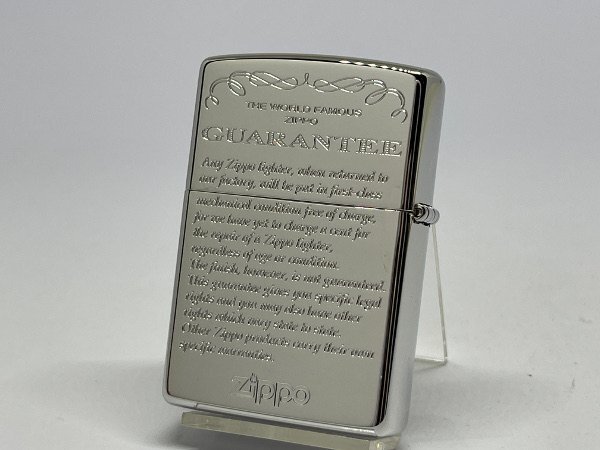 THE WORLD FAMOUS
ZIPPO
GUARANTEE
Any Zippo lighter, when returned to
our factory, will be put in first-class
mechanical condition free of charge,
for we have yet to charge a cent for
the repair of a Zippo lighter,
regardless of age or condition.
The finish, however, is not guaranteed.
This guarantee gives you specific legal
rights and you may also have other
rights which vary state to state.
Other Zippo products carry their own
specific warranties.
Zippo